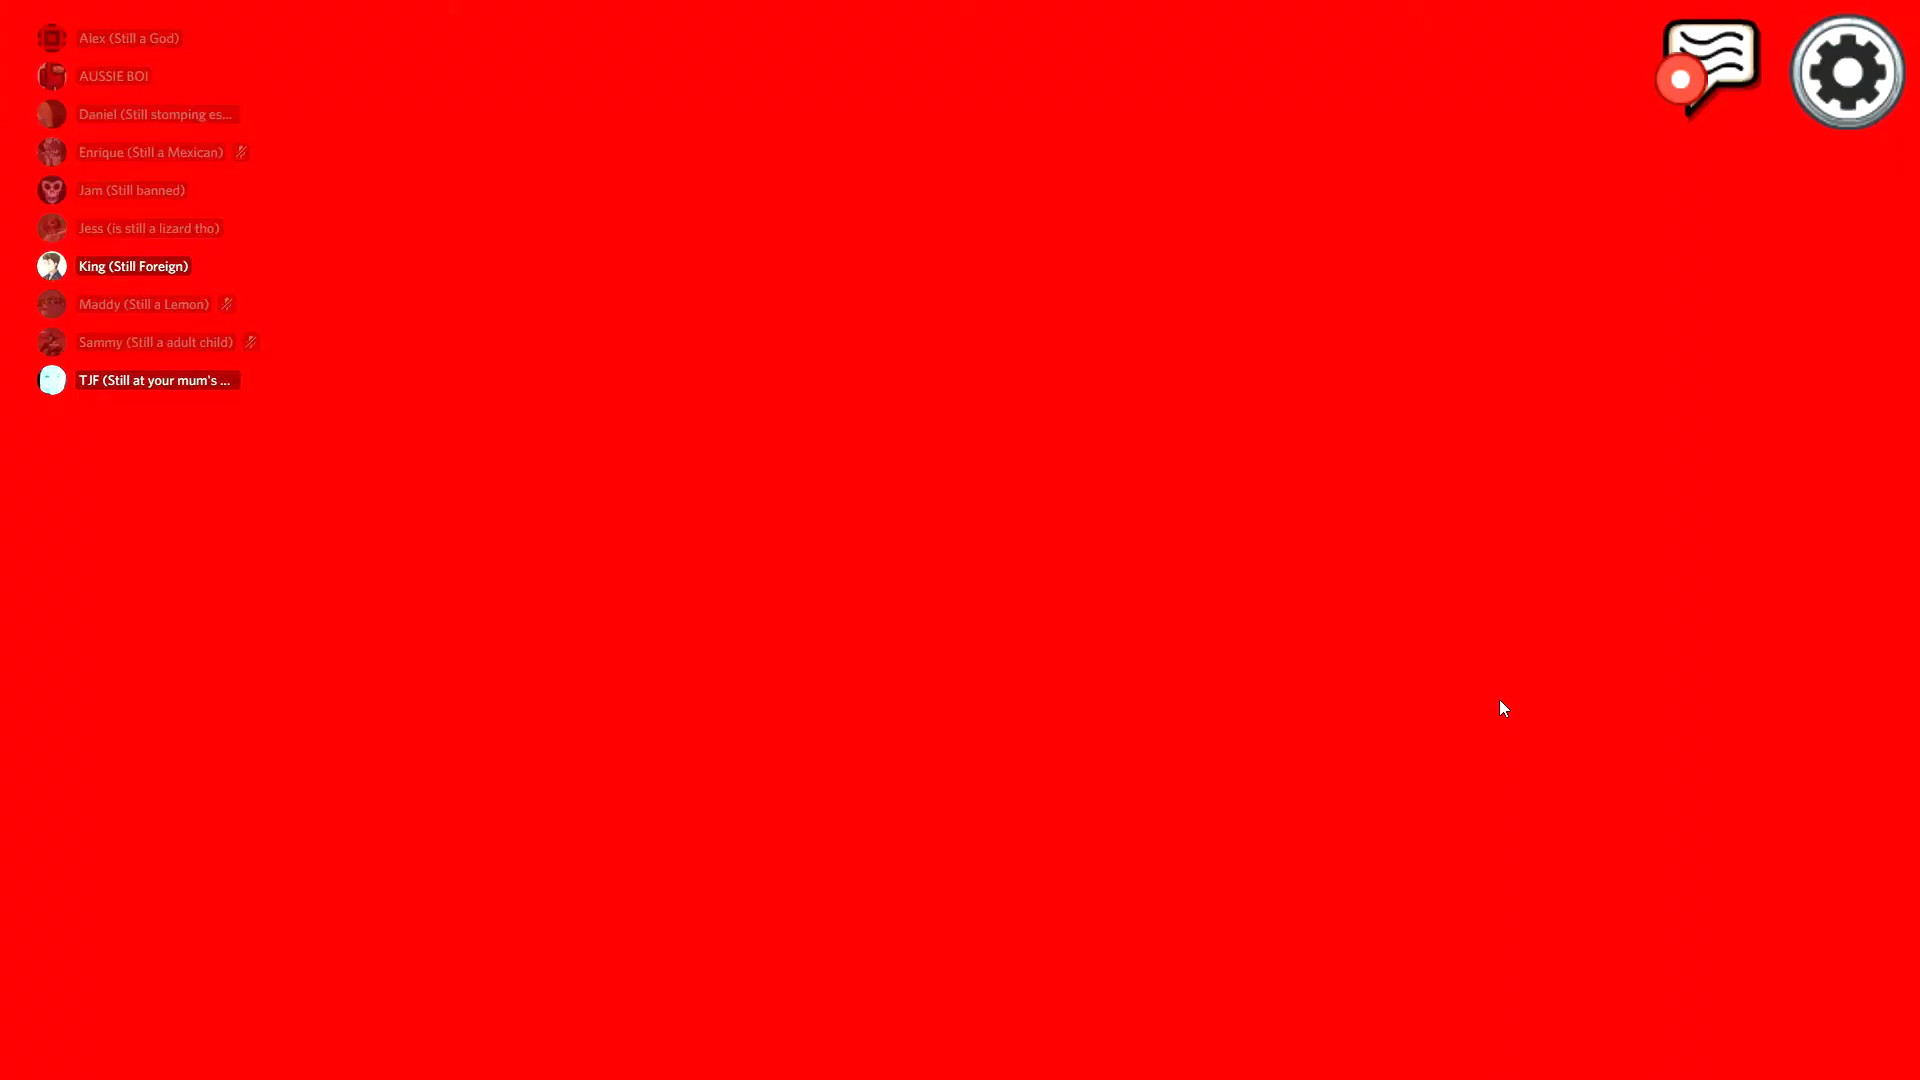 Alex (Still a God)
AUSSIE BOI
Daniel (Still stomping es...
Enrique (Still a Mexican)
Jam (Still banned)
Jess (is still a lizard tho)
King (Still Foreign)
Maddy (Still a Lemon)
Sammy (Still a adult child)
TJF (Still at your mum's ...